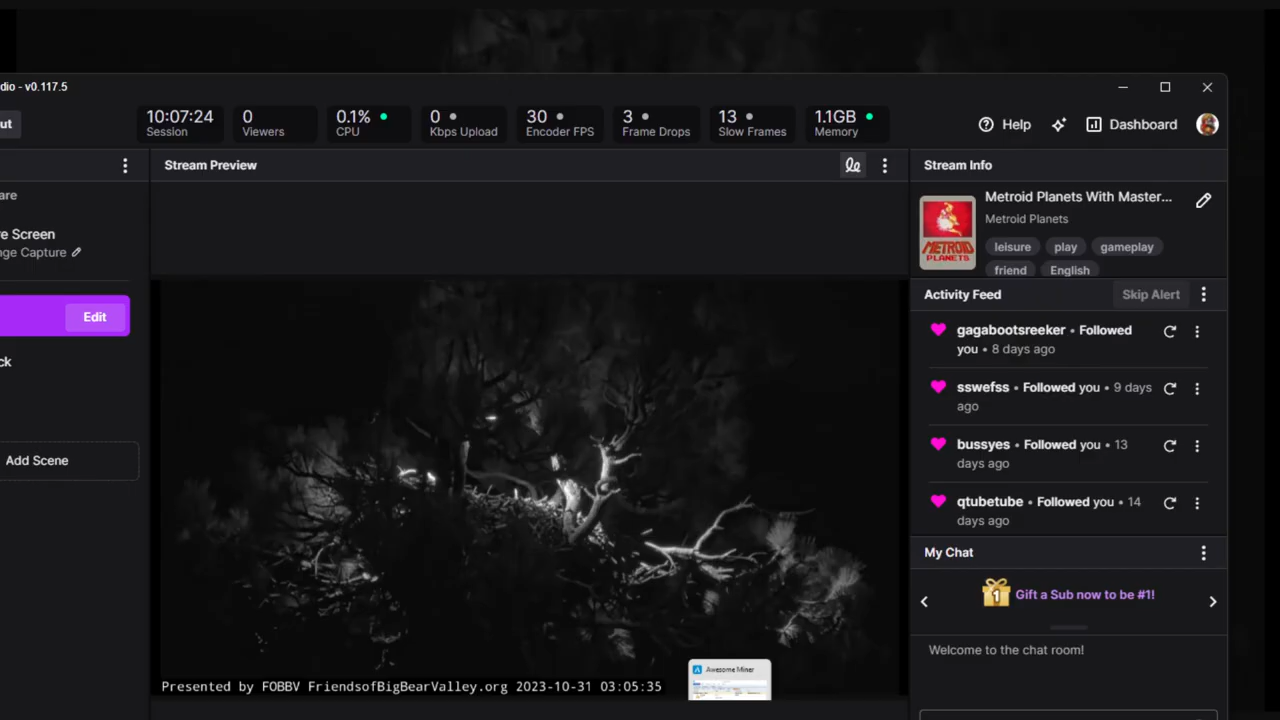 dio - v0.117.5
ut
10:07:24
Session
0
Viewers
0.1%
CPU
0
Kbps Upload
30
Encoder FPS
3
Frame Drops
13
Slow Frames
1.1GB
Memory
Help
Dashboard
Stream Preview
Stream Info
are
e Screen
nge Capture
Edit
ck
Add Scene
METROID
PLANETS
Metroid Planets With Master...
Metroid Planets
leisure play gameplay
friend English
Activity Feed
Skip Alert
gagabootsreeker • Followed
you • 8 days ago
sswefss • Followed you • 9 days
ago
bussyes • Followed you • 13
days ago
qtubetube • Followed you • 14
days ago
My Chat
1
Gift a Sub now to be #1!
Welcome to the chat room!
Awesome Miner
Presented by FOBBV FriendsofBigBearValley.org 2023-10-31 03:05:35